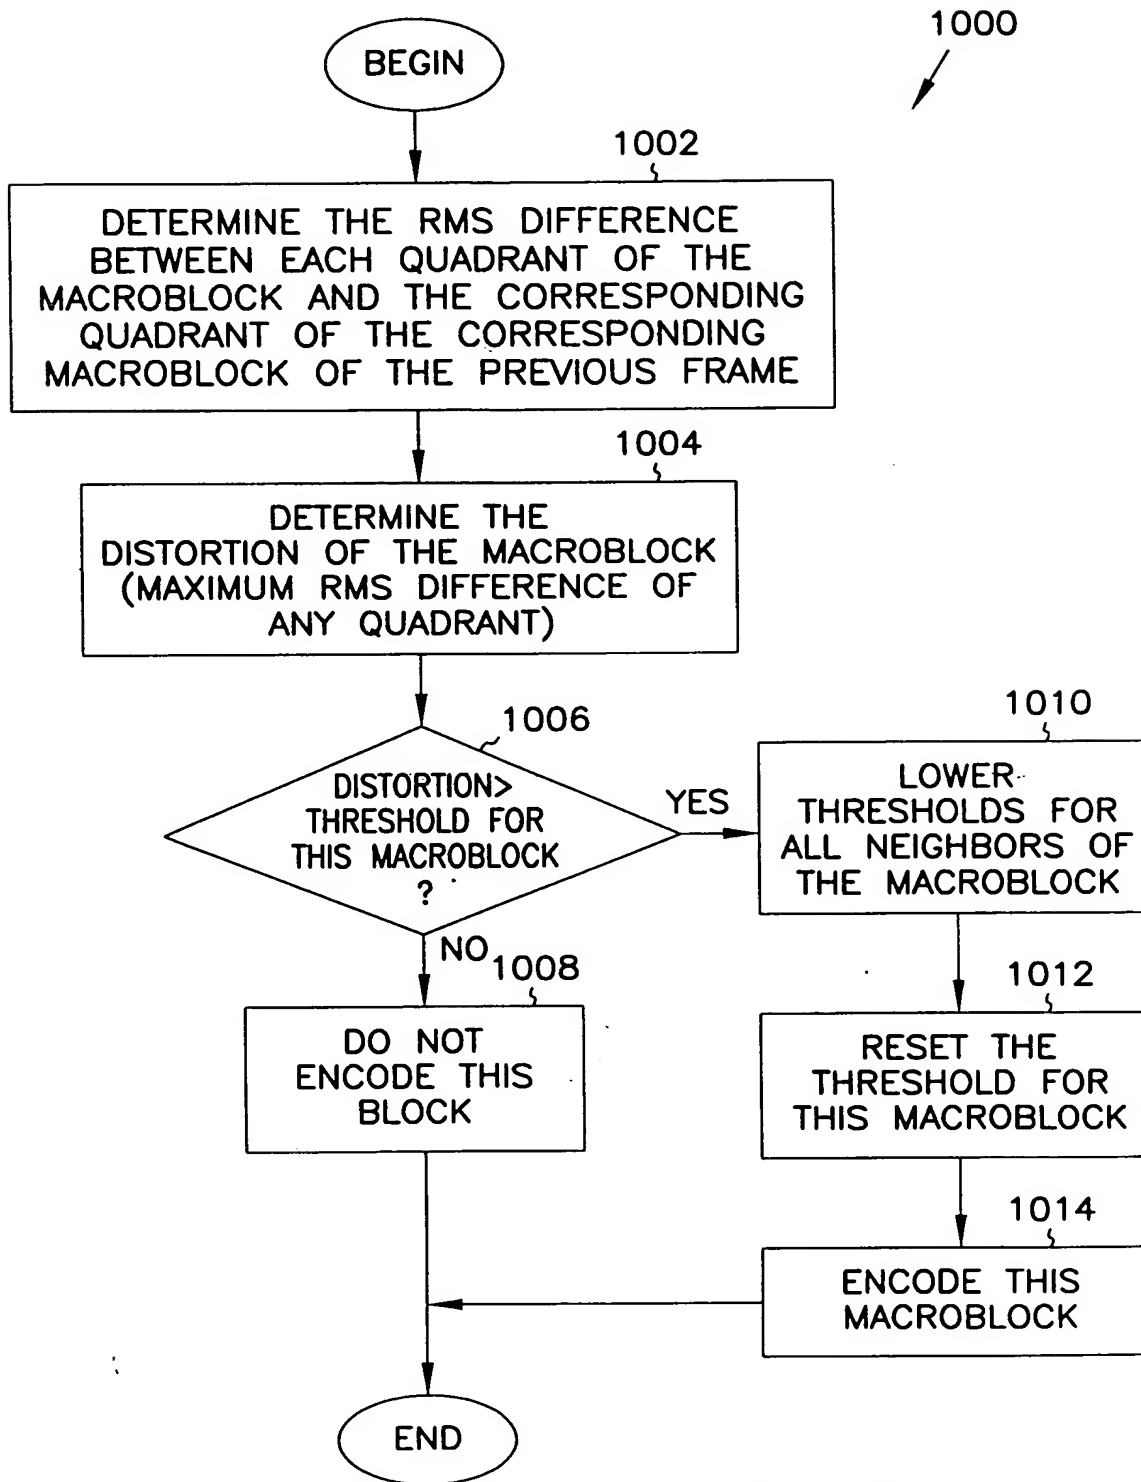 1000
BEGIN
1002
DETERMINE THE RMS DIFFERENCE
BETWEEN EACH QUADRANT OF THE
MACROBLOCK AND THE CORRESPONDING
QUADRANT OF THE CORRESPONDING
MACROBLOCK OF THE PREVIOUS FRAME
1004
DETERMINE THE
DISTORTION OF THE MACROBLOCK
(MAXIMUM RMS DIFFERENCE OF
ANY QUADRANT)
1006
DISTORTION>
THRESHOLD FOR
THIS MACROBLOCK
?
YES
1010
LOWER
THRESHOLDS FOR
ALL NEIGHBORS OF
THE MACROBLOCK
NO
1008
DO NOT
ENCODE THIS
BLOCK
1012
RESET THE
THRESHOLD FOR
THIS MACROBLOCK
1014
ENCODE THIS
MACROBLOCK
END